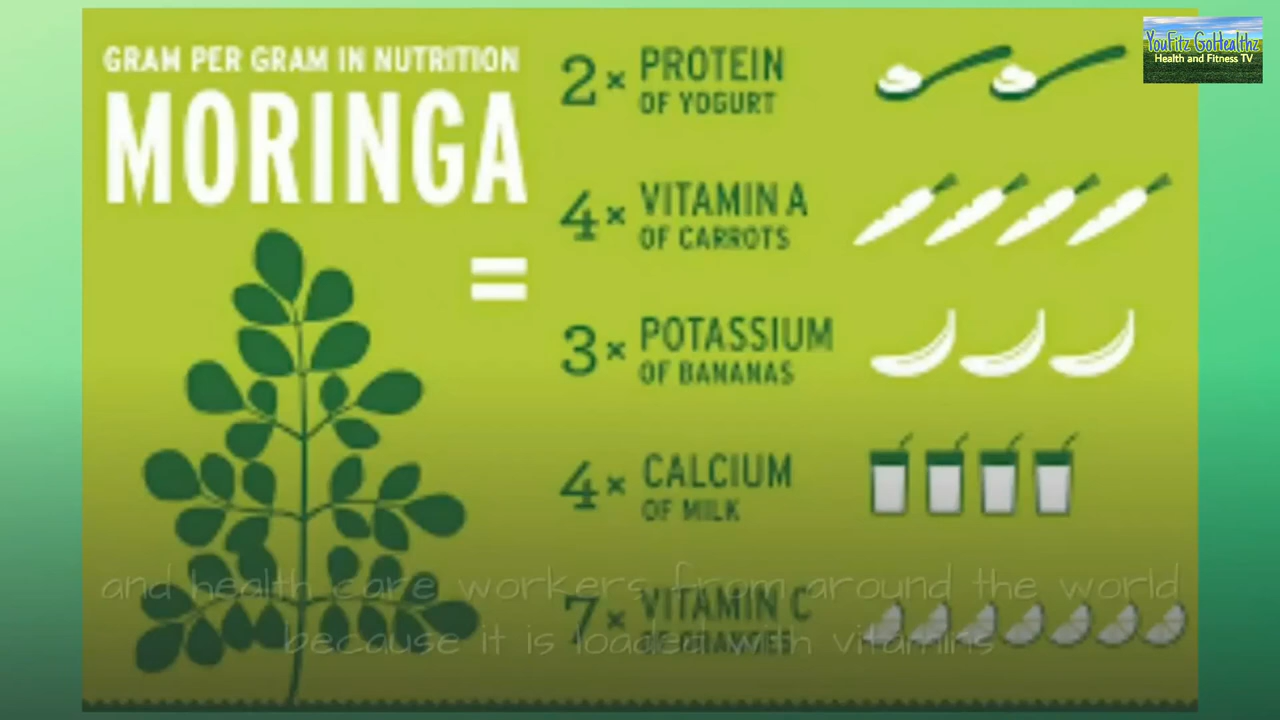 GRAM PER GRAM IN NUTRITION
MORINGA
=
2× PROTEIN
OF YOGURT
4× VITAMIN A
OF CARROTS
3× POTASSIUM
OF BANANAS
4× CALCIUM
OF MILK
7× VITAMIN C
OF ORANGES
and health care workers from around the world
because it is loaded with vitamins
YouFitz GoHealthz
Health and Fitness TV